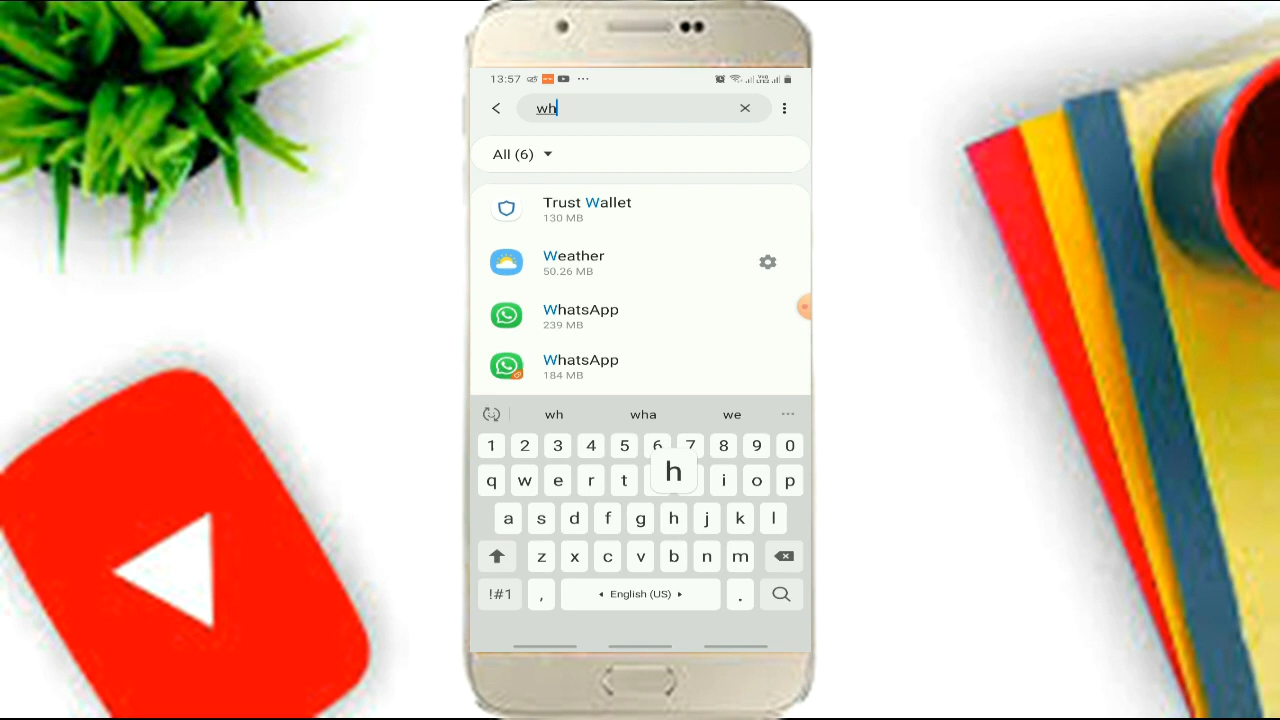 13:57
wh
All (6)
Trust Wallet
130 MB
Weather
50.26 MB
WhatsApp
239 MB
WhatsApp
184 MB
wh wha we
1 2 3 4 5 6 7 8 9 0
q w e r t h i o p
a s d f g h j k l
z x c v b n m
!#1 , English (US) .